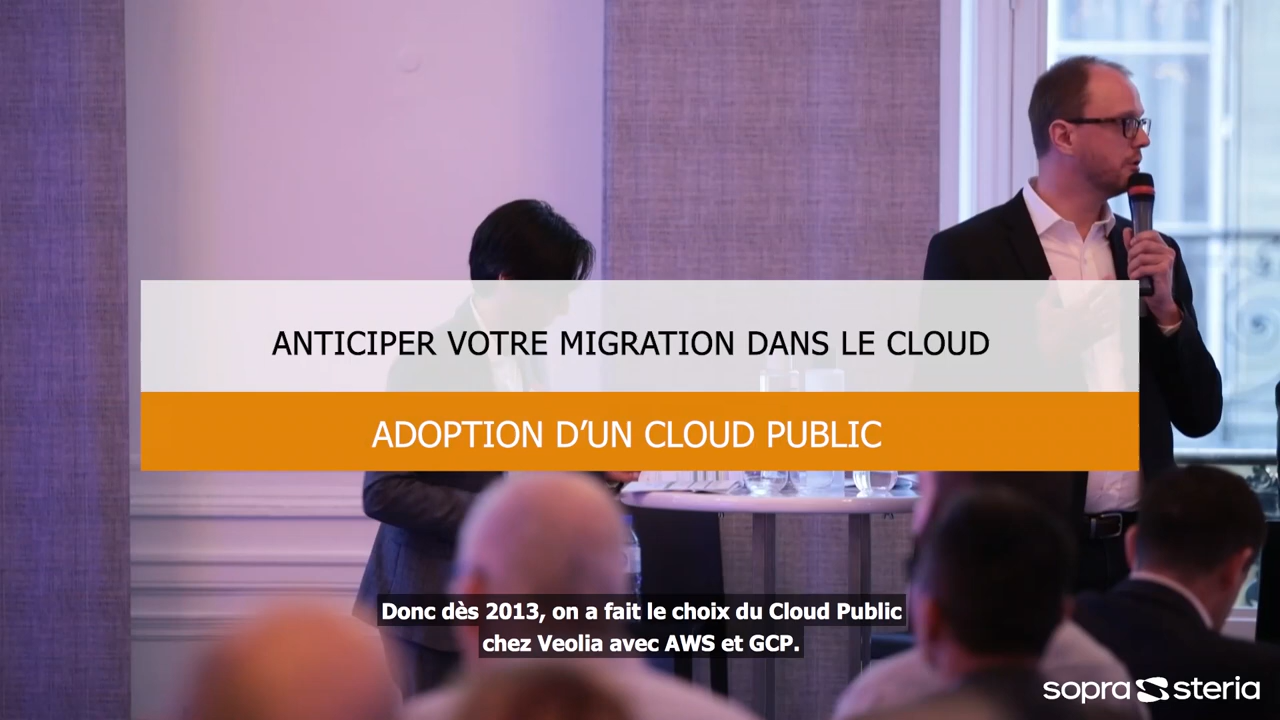 ANTICIPER VOTRE MIGRATION DANS LE CLOUD
ADOPTION D’UN CLOUD PUBLIC
Donc dès 2013, on a fait le choix du Cloud Public
chez Veolia avec AWS et GCP.
sopra steria